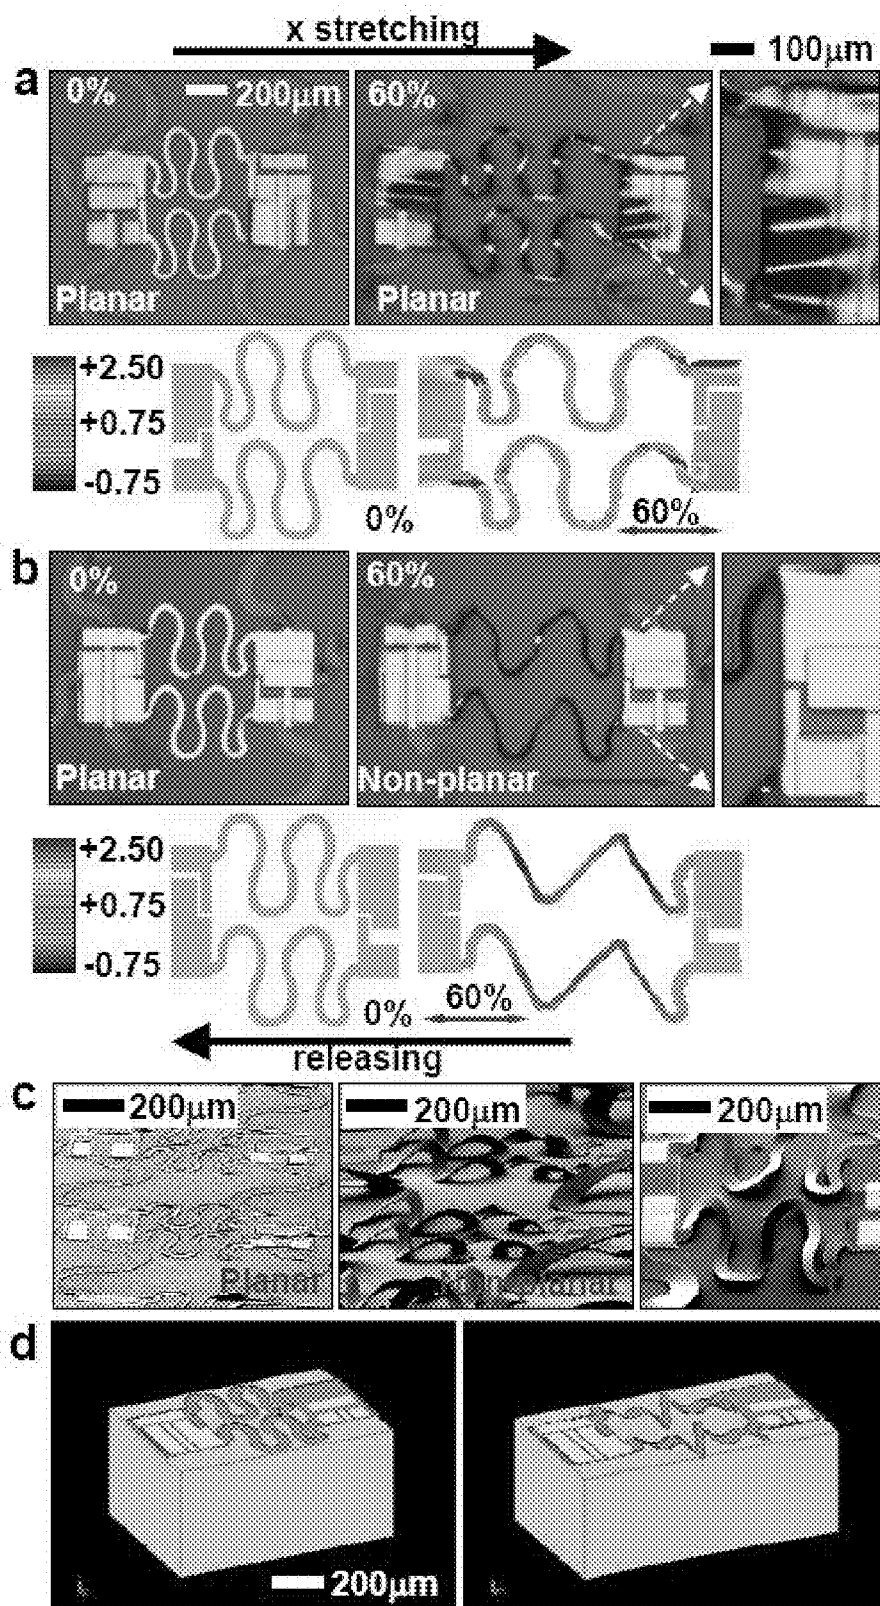 x stretching
100μm
a
0%
200μm
60%
Planar
Planar
+2.50
+0.75
-0.75
0%
60%
b
0%
60%
Planar
Non-planar
+2.50
+0.75
-0.75
0%
60%
releasing
c
200μm
200μm
200μm
Planar
d
200μm